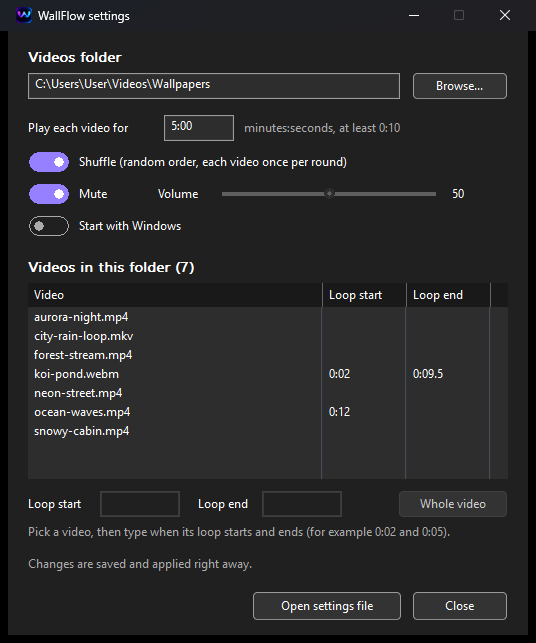 WallFlow settings
Videos folder
C:\Users\User\Videos\Wallpapers
Browse...
Play each video for 5:00 minutes:seconds, at least 0:10
Shuffle (random order, each video once per round)
Mute Volume 50
Start with Windows
Videos in this folder (7)
Video Loop start Loop end
aurora-night.mp4
city-rain-loop.mkv
forest-stream.mp4
koi-pond.webm 0:02 0:09.5
neon-street.mp4
ocean-waves.mp4 0:12
snowy-cabin.mp4
Loop start Loop end Whole video
Pick a video, then type when its loop starts and ends (for example 0:02 and 0:05).
Changes are saved and applied right away.
Open settings file Close